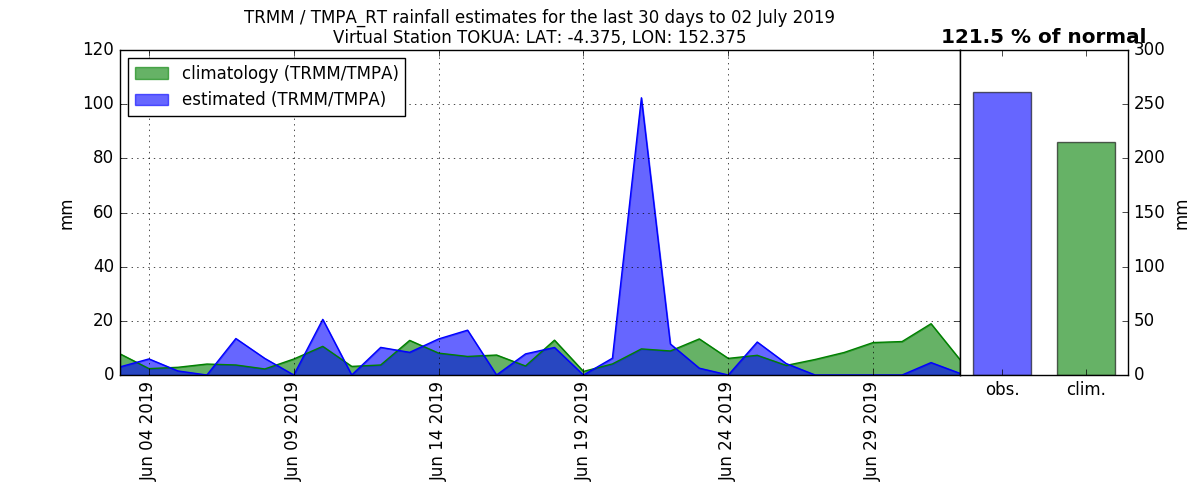 TRMM / TMPA_RT rainfall estimates for the last 30 days to 02 July 2019
Virtual Station TOKUA: LAT: -4.375, LON: 152.375
121.5 % of normal
climatology (TRMM/TMPA)
estimated (TRMM/TMPA)
120
100
80
60
40
20
0
mm
Jun 04 2019
Jun 09 2019
Jun 14 2019
Jun 19 2019
Jun 24 2019
Jun 29 2019
obs.
clim.
300
250
200
150
100
50
0
mm